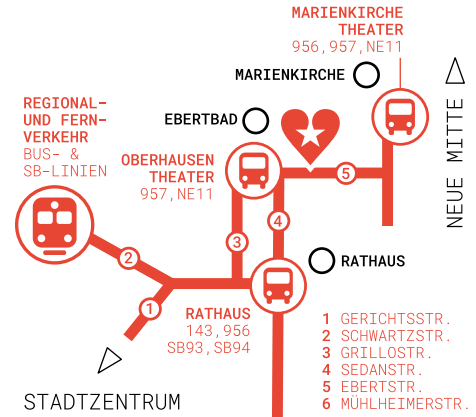 MARIENKIRCHE
THEATER
956,957,NE11
MARIENKIRCHE
REGIONAL-
UND FERN-
VERKEHR
BUS- &
SB-LINIEN
EBERTBAD
OBERHAUSEN
THEATER
957,NE11
NEUE MITTE
5
4
3
2
1
RATHAUS
RATHAUS
143,956
SB93,SB94
STADTZENTRUM
1 GERICHTSSTR.
2 SCHWARTZSTR.
3 GRILLOSTR.
4 SEDANSTR.
5 EBERTSTR.
6 MÜHLHEIMERSTR.